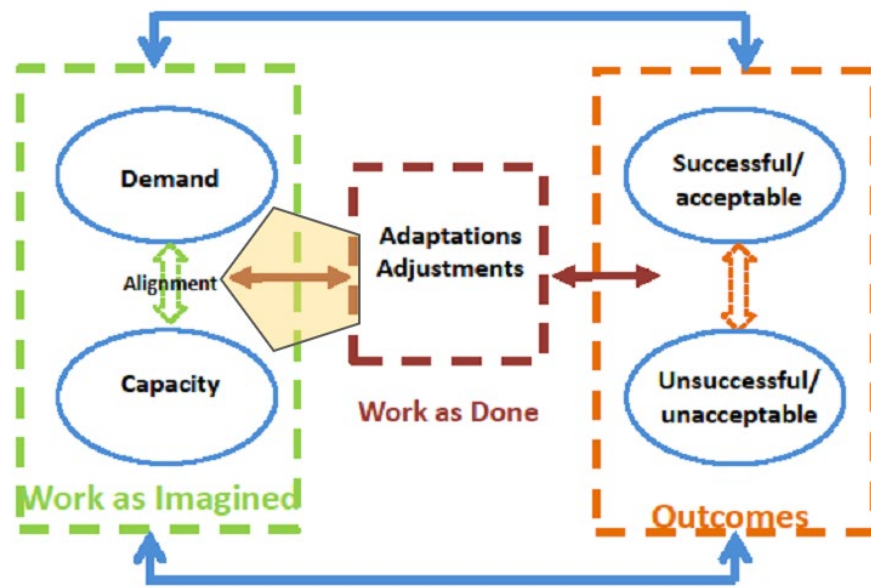 Demand
Alignment
Capacity
Work as Imagined
Adaptations
Adjustments
Work as Done
Successful/
acceptable
Unsuccessful/
unacceptable
Outcomes